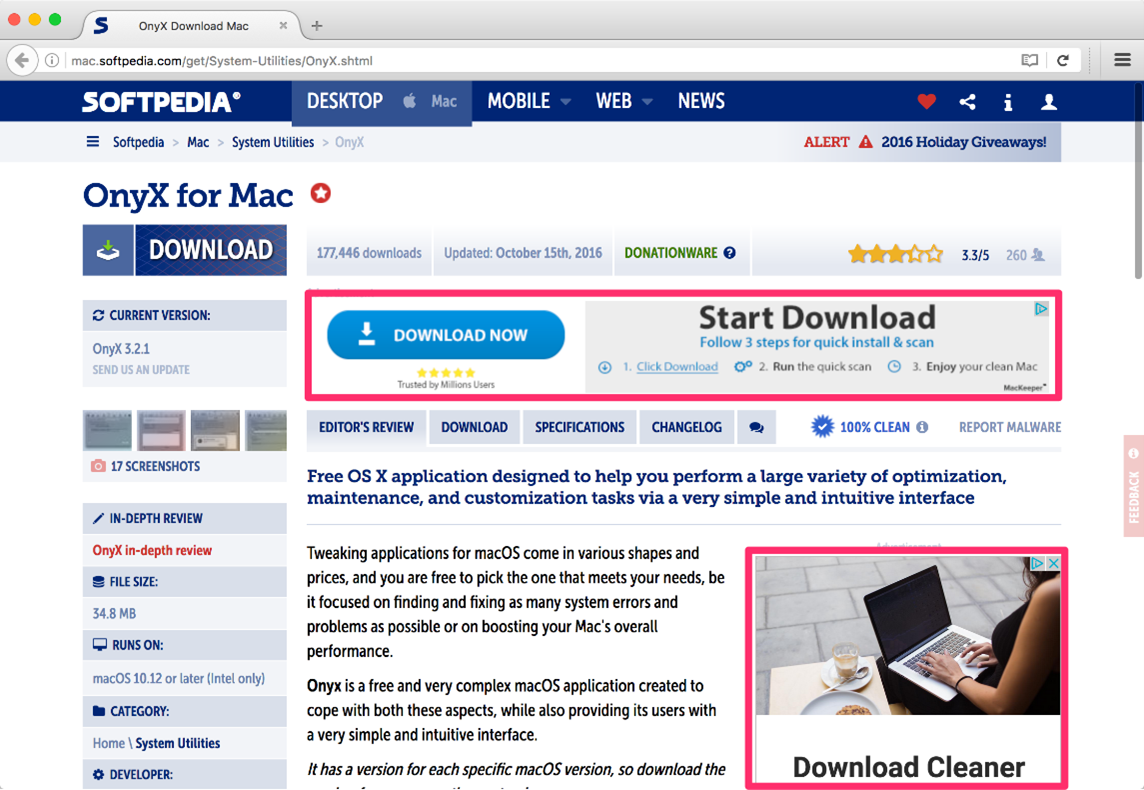 OnyX Download Mac
mac.softpedia.com/get/System-Utilities/OnyX.shtml
SOFTPEDIA®
DESKTOP Mac MOBILE WEB NEWS
Softpedia > Mac > System Utilities > OnyX
ALERT 2016 Holiday Giveaways!
OnyX for Mac
DOWNLOAD
177,446 downloads
Updated: October 15th, 2016
DONATIONWARE ?
3.3/5 260
CURRENT VERSION:
OnyX 3.2.1
SEND US AN UPDATE
DOWNLOAD NOW
Trusted by Millions Users
Start Download
Follow 3 steps for quick install & scan
1. Click Download 2. Run the quick scan 3. Enjoy your clean Mac
MacKeeper
17 SCREENSHOTS
EDITOR'S REVIEW DOWNLOAD SPECIFICATIONS CHANGELOG
100% CLEAN REPORT MALWARE
FEEDBACK
Free OS X application designed to help you perform a large variety of optimization,
maintenance, and customization tasks via a very simple and intuitive interface
IN-DEPTH REVIEW
OnyX in-depth review
FILE SIZE:
34.8 MB
RUNS ON:
macOS 10.12 or later (Intel only)
CATEGORY:
Home \ System Utilities
DEVELOPER:
Tweaking applications for macOS come in various shapes and
prices, and you are free to pick the one that meets your needs, be
it focused on finding and fixing as many system errors and
problems as possible or on boosting your Mac's overall
performance.
Onyx is a free and very complex macOS application created to
cope with both these aspects, while also providing its users with
a very simple and intuitive interface.
It has a version for each specific macOS version, so download the
Download Cleaner